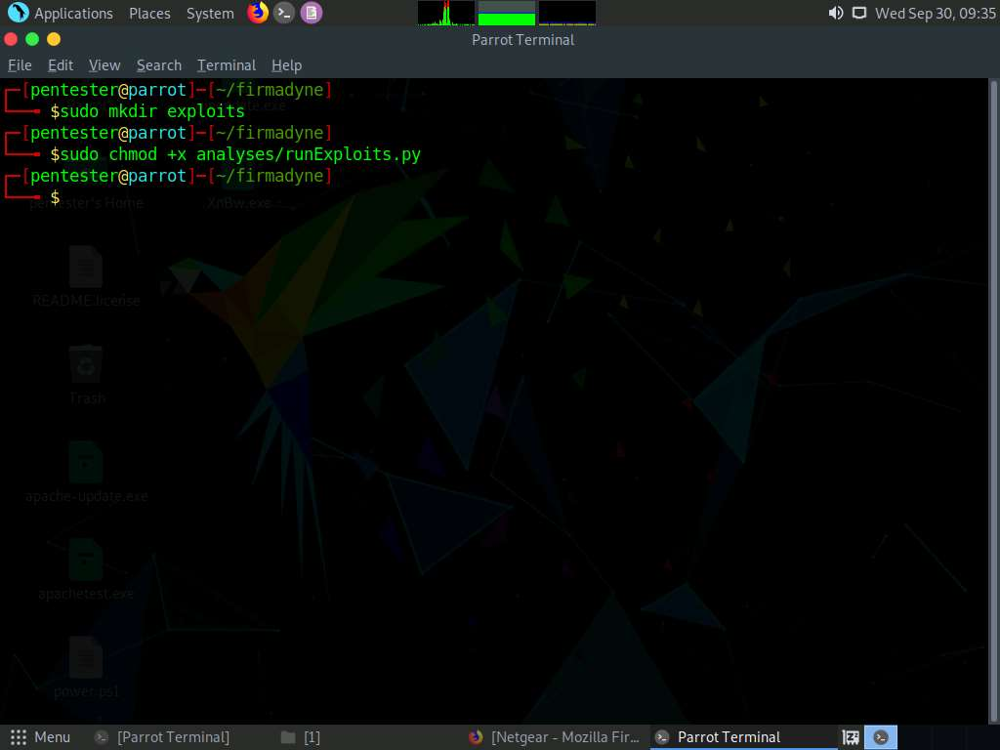 Applications Places System Wed Sep 30, 09:35
Parrot Terminal
File Edit View Search Terminal Help
[pentester@parrot]─[~/firmadyne]
$sudo mkdir exploits
[pentester@parrot]─[~/firmadyne]
$sudo chmod +x analyses/runExploits.py
[pentester@parrot]─[~/firmadyne]
$
pentester's Home XnBw.exe
README.license
Trash
apache-update.exe
apachetest.exe
power.ps1
Menu [Parrot Terminal] [1] [Netgear - Mozilla Fir... Parrot Terminal